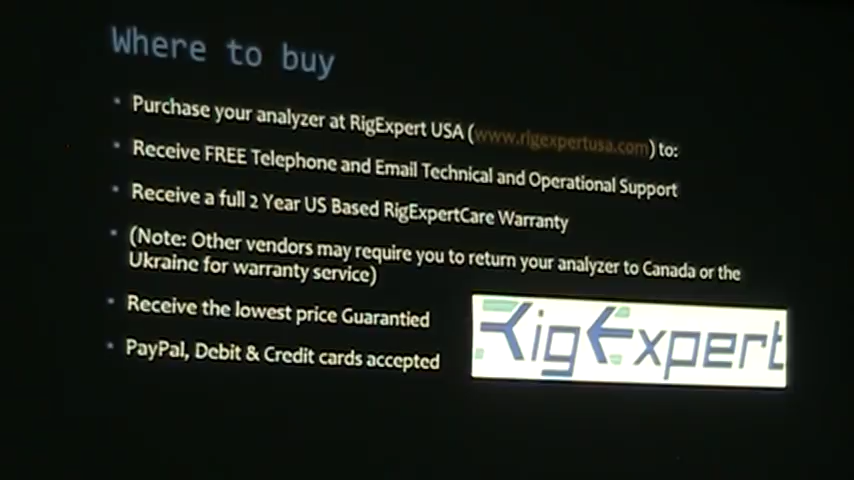 Where to buy
• Purchase your analyzer at RigExpert USA (www.rigexpertusa.com) to:
• Receive FREE Telephone and Email Technical and Operational Support
• Receive a full 2 Year US Based RigExpertCare Warranty
• (Note: Other vendors may require you to return your analyzer to Canada or the
Ukraine for warranty service)
• Receive the lowest price Guarantied
• PayPal, Debit & Credit cards accepted
RigExpert